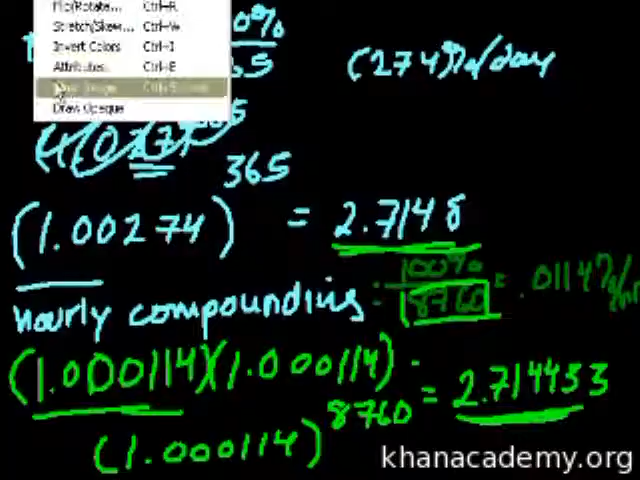 Flip/Rotate... Ctrl-R
Stretch/Skew... Ctrl-W
Invert Colors Ctrl-I
Attributes... Ctrl-E
Draw Opaque
0%
365
(.274)%/day
(1.00274)^365 = 2.7148
hourly compounding = 100%/8760 = .0114%/hr
(1.000114)(1.000114) .
(1.000114)^8760 = 2.714453
khanacademy.org